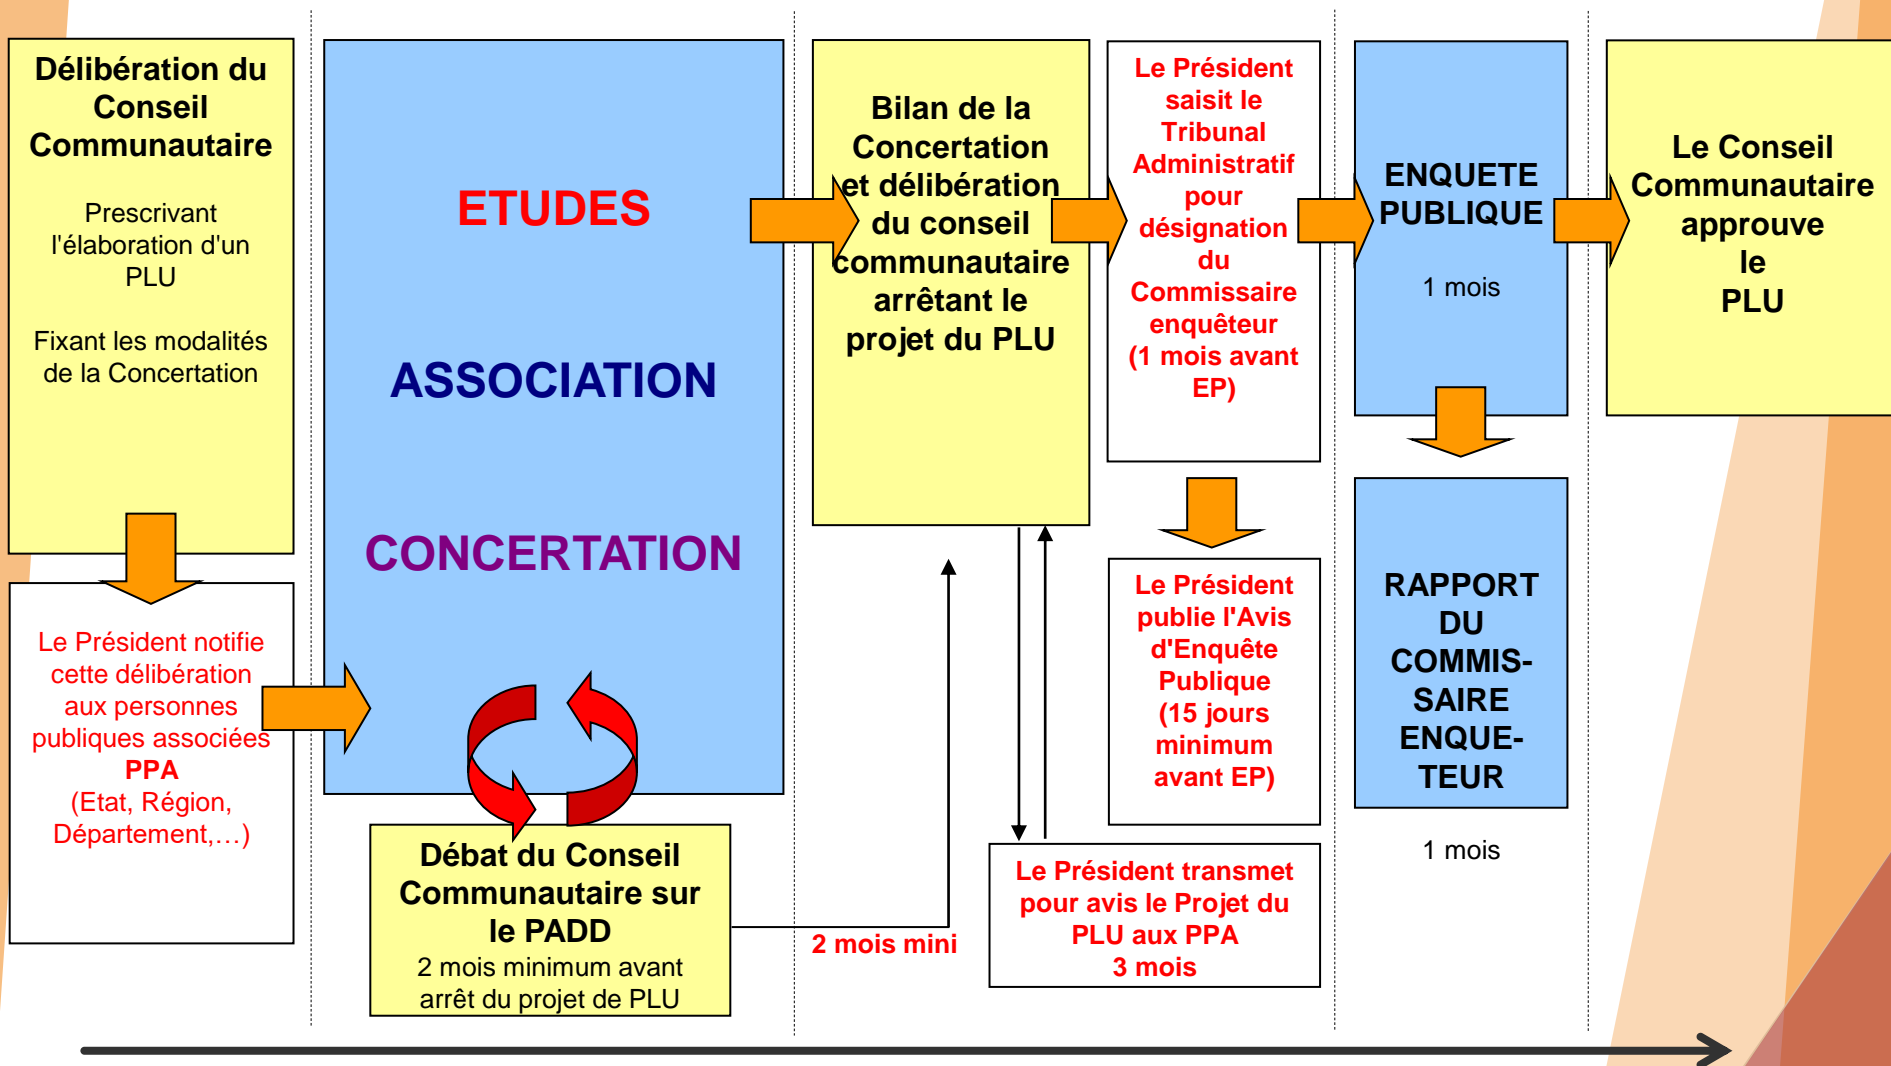 Délibération du
Conseil
Communautaire
Prescrivant
l'élaboration d'un
PLU
Fixant les modalités
de la Concertation
Le Président notifie
cette délibération
aux personnes
publiques associées
PPA
(Etat, Région,
Département,…)
ETUDES
ASSOCIATION
CONCERTATION
Débat du Conseil
Communautaire sur
le PADD
2 mois minimum avant
arrêt du projet de PLU
2 mois mini
Bilan de la
Concertation
et délibération
du conseil
communautaire
arrêtant le
projet du PLU
Le Président transmet
pour avis le Projet du
PLU aux PPA
3 mois
Le Président
saisit le
Tribunal
Administratif
pour
désignation
du
Commissaire
enquêteur
(1 mois avant
EP)
Le Président
publie l'Avis
d'Enquête
Publique
(15 jours
minimum
avant EP)
ENQUETE
PUBLIQUE
1 mois
RAPPORT
DU
COMMIS-
SAIRE
ENQUE-
TEUR
1 mois
Le Conseil
Communautaire
approuve
le
PLU